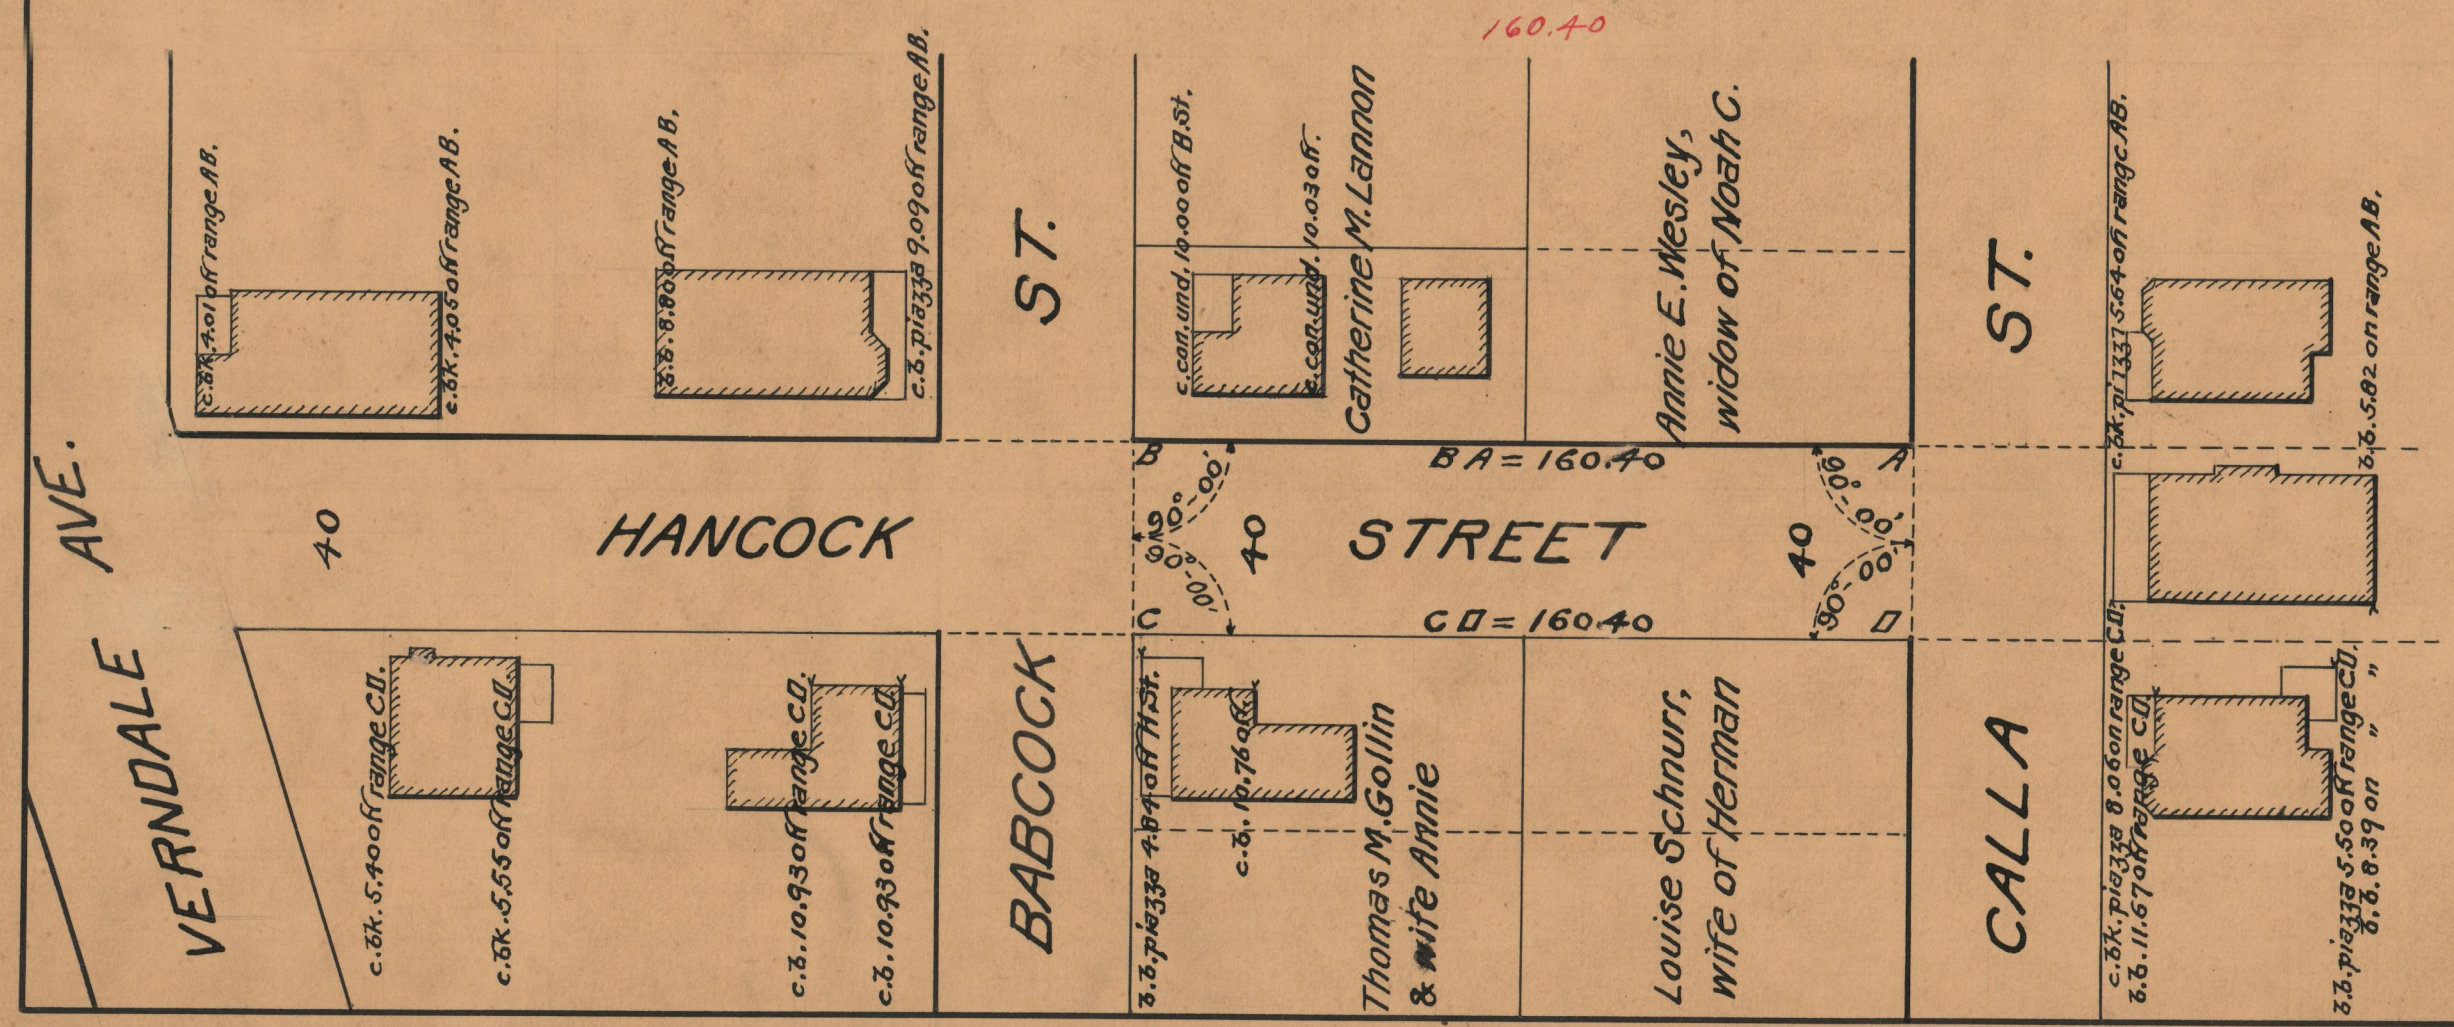 160.40
c.bk. 4.01 off range AB.
c.bk. 4.05 off range AB.
b.b. 8.80 off range AB.
c.b. piazza 9.09 off range AB.
ST.
c.con.und. 10.00 off B.St.
c.con.und. 10.03 off.
Catherine M. Lannon
Annie E. Wesley,
widow of Noah C.
ST.
c.bk. piazza 5.64 off range AB.
b.b. 5.82 on range AB.
VERNDALE AVE.
40
HANCOCK STREET
B
BA = 160.40
A
90°-00'
90°-00'
90°-00'
90°-00'
40
40
C
CD = 160.40
D
c.bk. 5.40 off range CD.
c.bk. 5.55 off range CD.
c.b. 10.93 off range CD.
c.b. 10.93 off range CD.
BABCOCK
b.b. piazza 4.84 off H.St.
c.b. 10.76 off.
Thomas M. Gollin
& wife Annie
Louise Schnurr,
wife of Herman
CALLA
c.bk. piazza 8.06 on range CD.
b.b. 11.67 off range CD.
b.b. piazza 5.50 off range CD.
b.b. 8.39 on " "